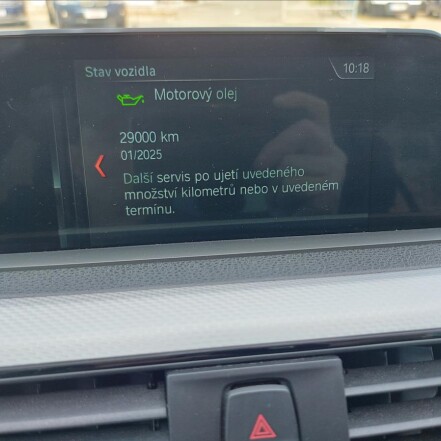 Stav vozidla
10:18
Motorový olej
29000 km
01/2025
Další servis po ujetí uvedeného
množství kilometrů nebo v uvedeném
termínu.